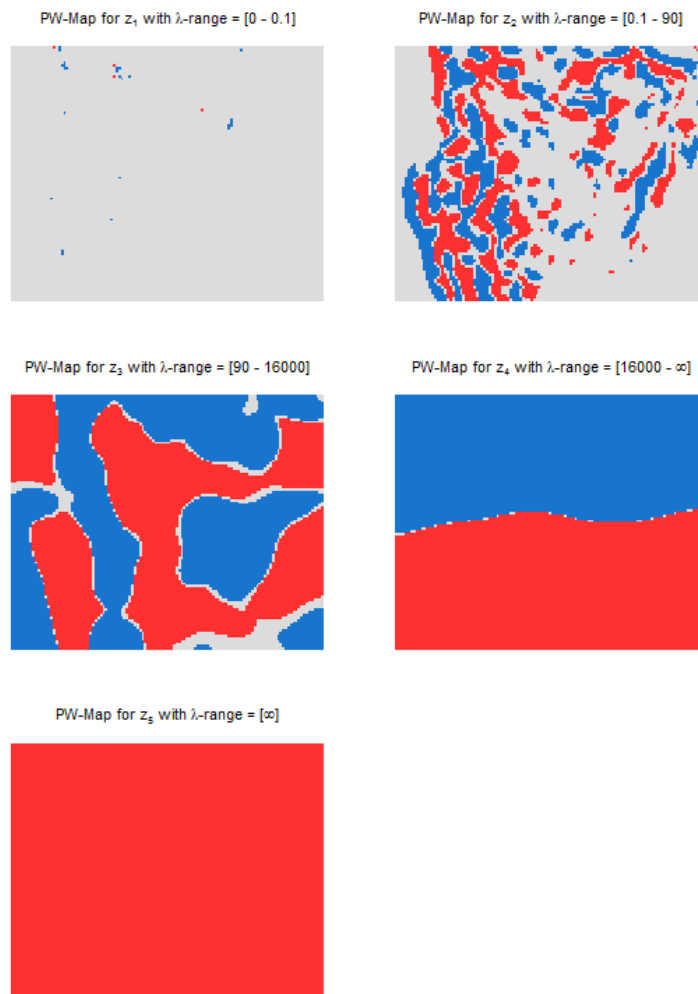 PW-Map for z₁ with λ-range = [0 - 0.1]
PW-Map for z₂ with λ-range = [0.1 - 90]
PW-Map for z₃ with λ-range = [90 - 16000]
PW-Map for z₄ with λ-range = [16000 - ∞]
PW-Map for z₅ with λ-range = [∞]